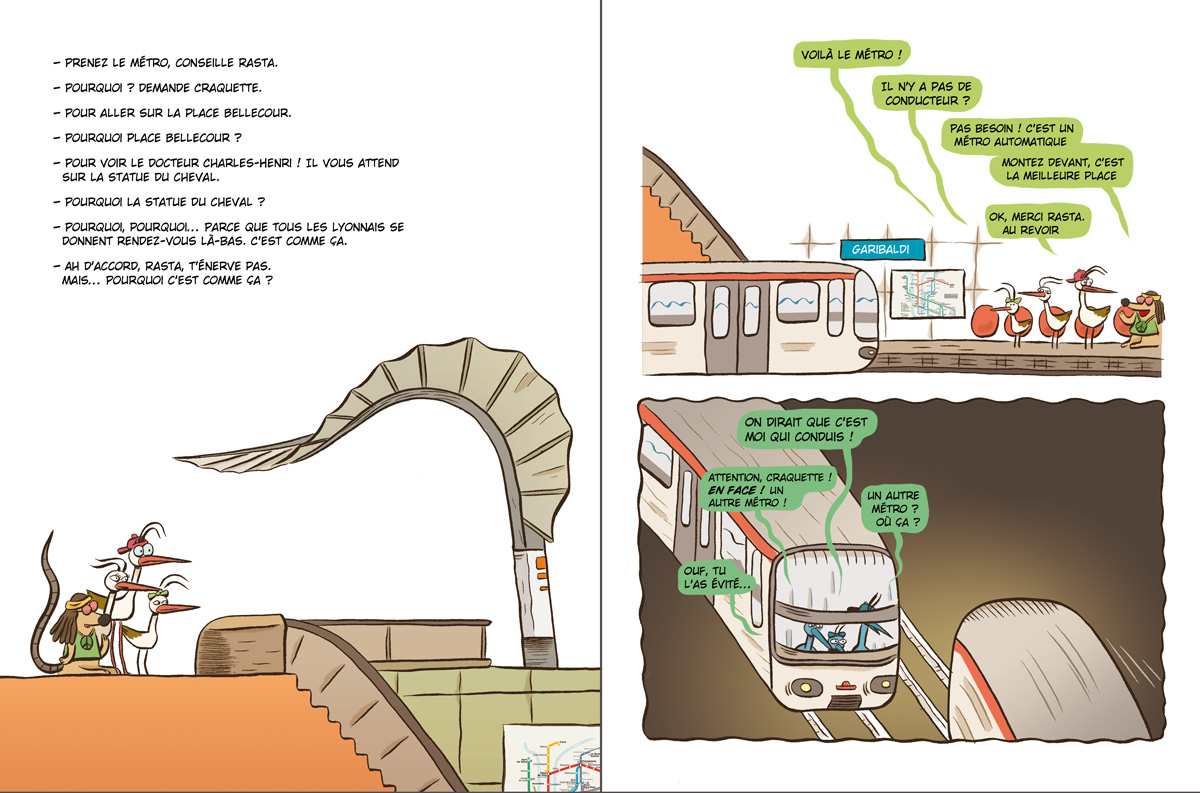 – PRENEZ LE MÉTRO, CONSEILLE RASTA.
– POURQUOI ? DEMANDE CRAQUETTE.
– POUR ALLER SUR LA PLACE BELLECOUR.
– POURQUOI PLACE BELLECOUR ?
– POUR VOIR LE DOCTEUR CHARLES-HENRI ! IL VOUS ATTEND
SUR LA STATUE DU CHEVAL.
– POURQUOI LA STATUE DU CHEVAL ?
– POURQUOI, POURQUOI... PARCE QUE TOUS LES LYONNAIS SE
DONNENT RENDEZ-VOUS LÀ-BAS. C'EST COMME ÇA.
– AH D'ACCORD, RASTA, T'ÉNERVE PAS.
MAIS... POURQUOI C'EST COMME ÇA ?
VOILÀ LE MÉTRO !
IL N'Y A PAS DE
CONDUCTEUR ?
PAS BESOIN ! C'EST UN
MÉTRO AUTOMATIQUE
MONTEZ DEVANT, C'EST
LA MEILLEURE PLACE
OK, MERCI RASTA.
AU REVOIR
GARIBALDI
ON DIRAIT QUE C'EST
MOI QUI CONDUIS !
ATTENTION, CRAQUETTE !
EN FACE ! UN
AUTRE MÉTRO !
UN AUTRE
MÉTRO ?
OÙ ÇA ?
OUF, TU
L'AS ÉVITÉ...